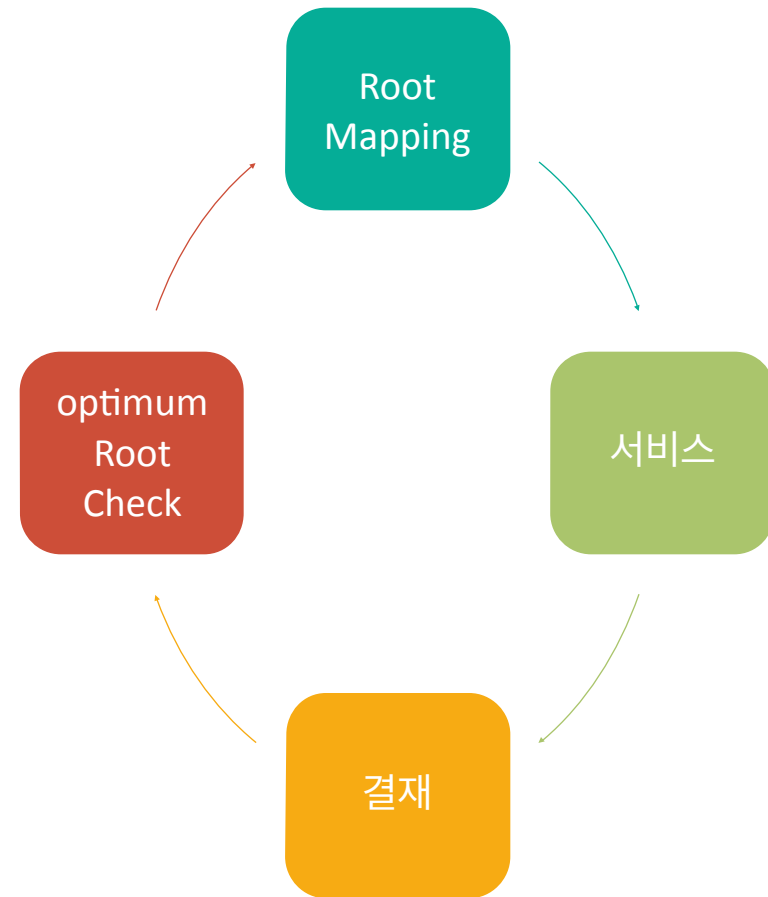 Root
Mapping
서비스
결재
optimum
Root
Check